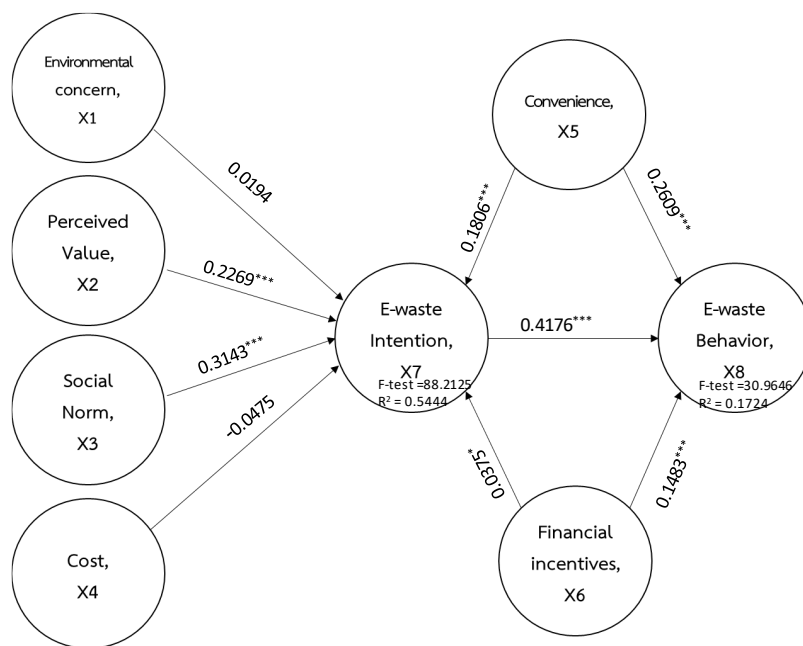 Environmental
concern,
X1
0.0194
Perceived
Value,
X2
0.2269***
Social
Norm,
X3
0.3143***
Cost,
X4
-0.0475
Convenience,
X5
0.1806***
0.2609***
E-waste
Intention,
X7
F-test =88.2125
R² = 0.5444
0.4176***
E-waste
Behavior,
X8
F-test =30.9646
R² = 0.1724
0.0375*
0.1483***
Financial
incentives,
X6